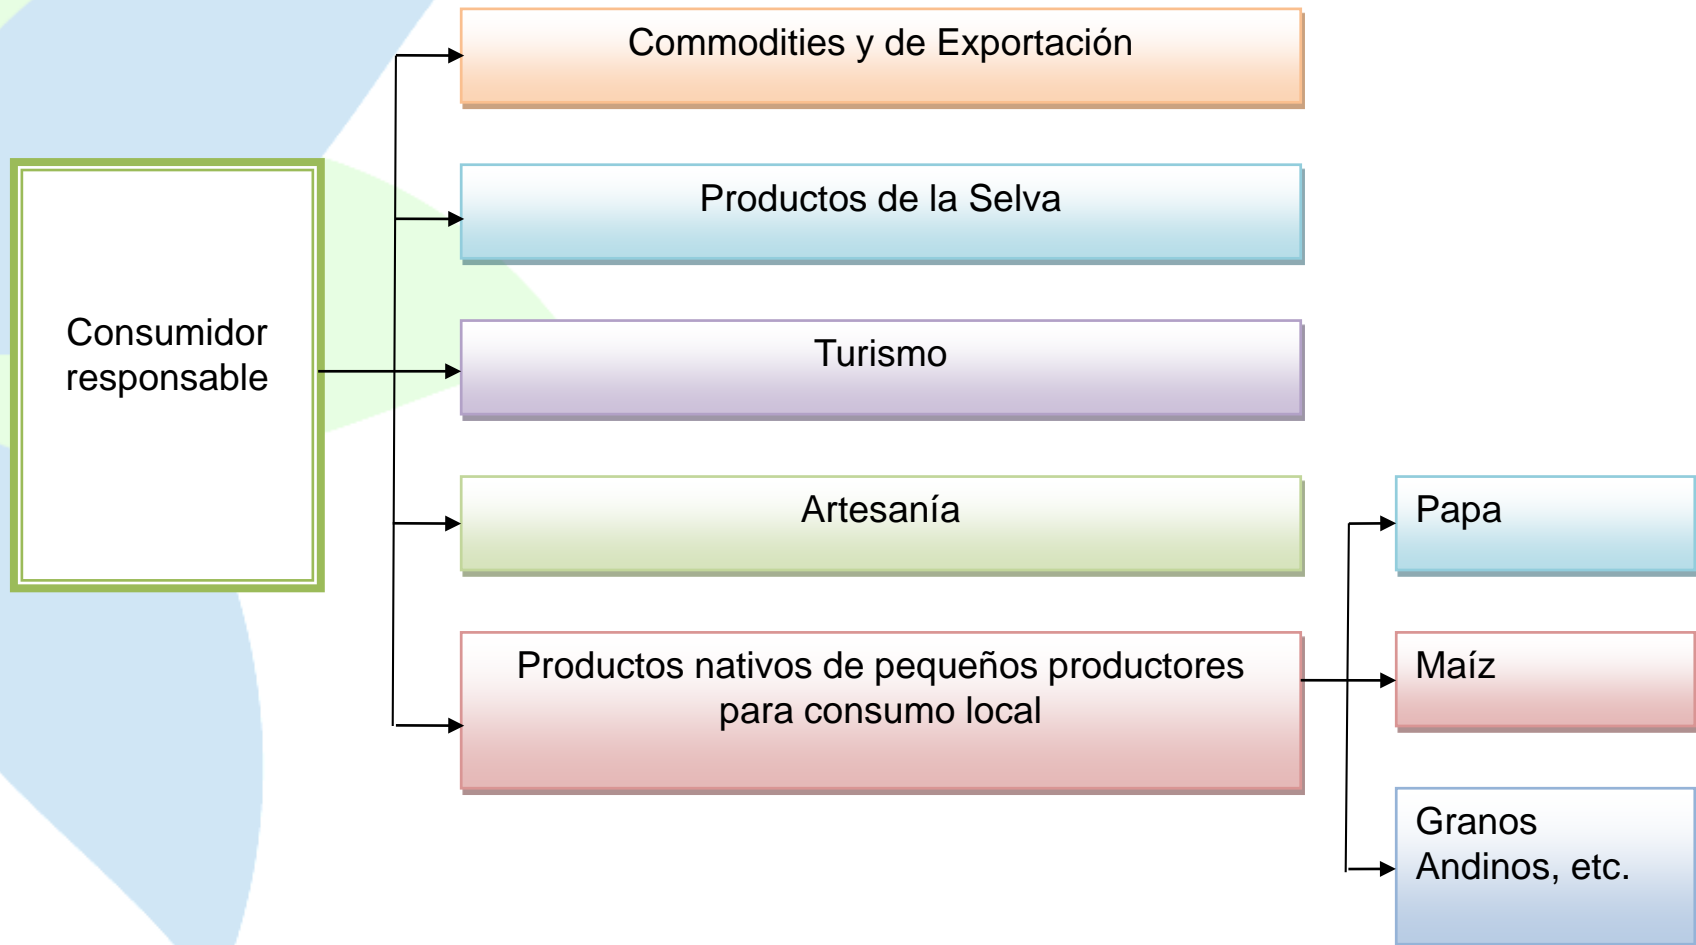 Commodities y de Exportación
Productos de la Selva
Consumidor
responsable
Turismo
Artesanía
Papa
Productos nativos de pequeños productores
para consumo local
Maíz
Granos
Andinos, etc.